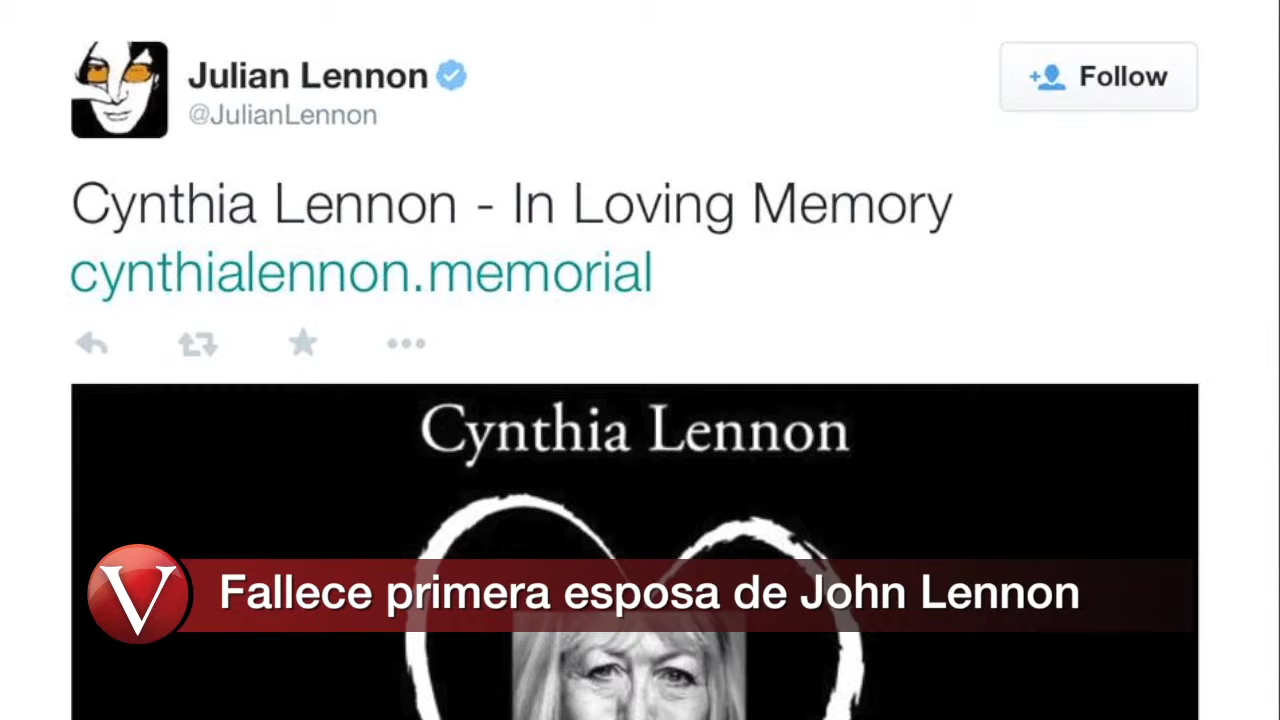 Julian Lennon
@JulianLennon
Follow
Cynthia Lennon - In Loving Memory
cynthialennon.memorial
Cynthia Lennon
V Fallece primera esposa de John Lennon